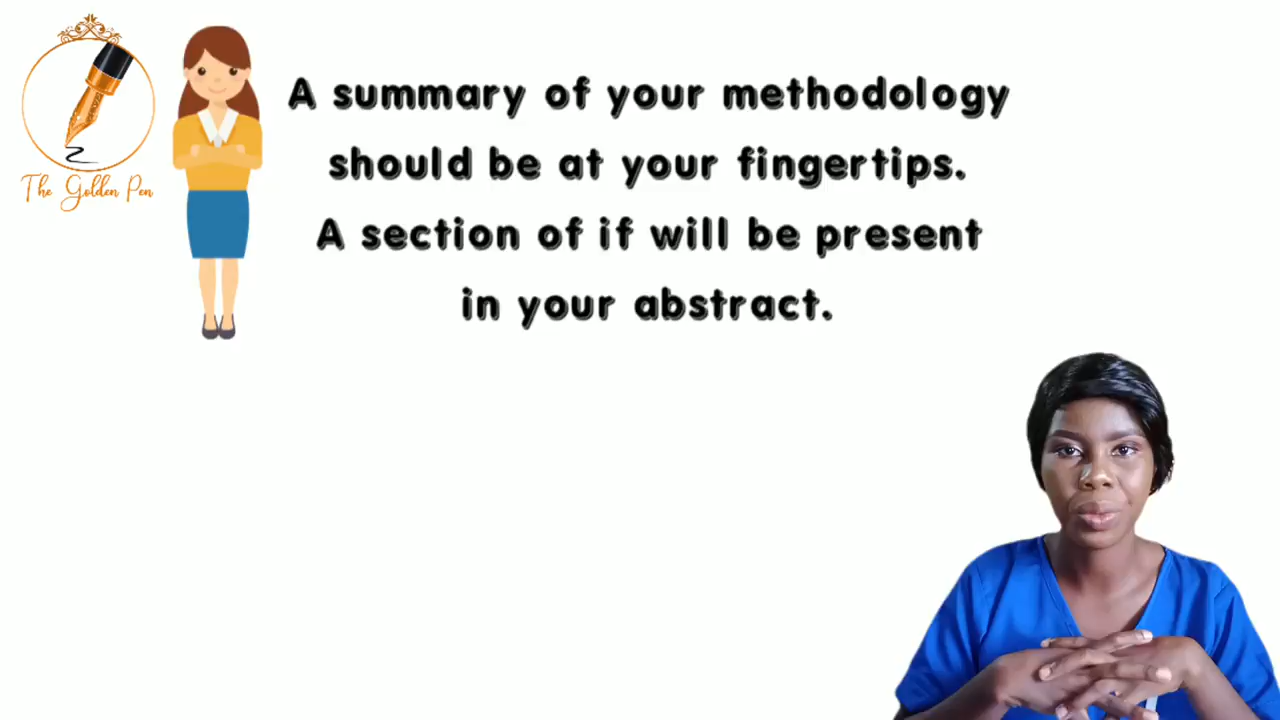 The Golden Pen
A summary of your methodology
should be at your fingertips.
A section of if will be present
in your abstract.